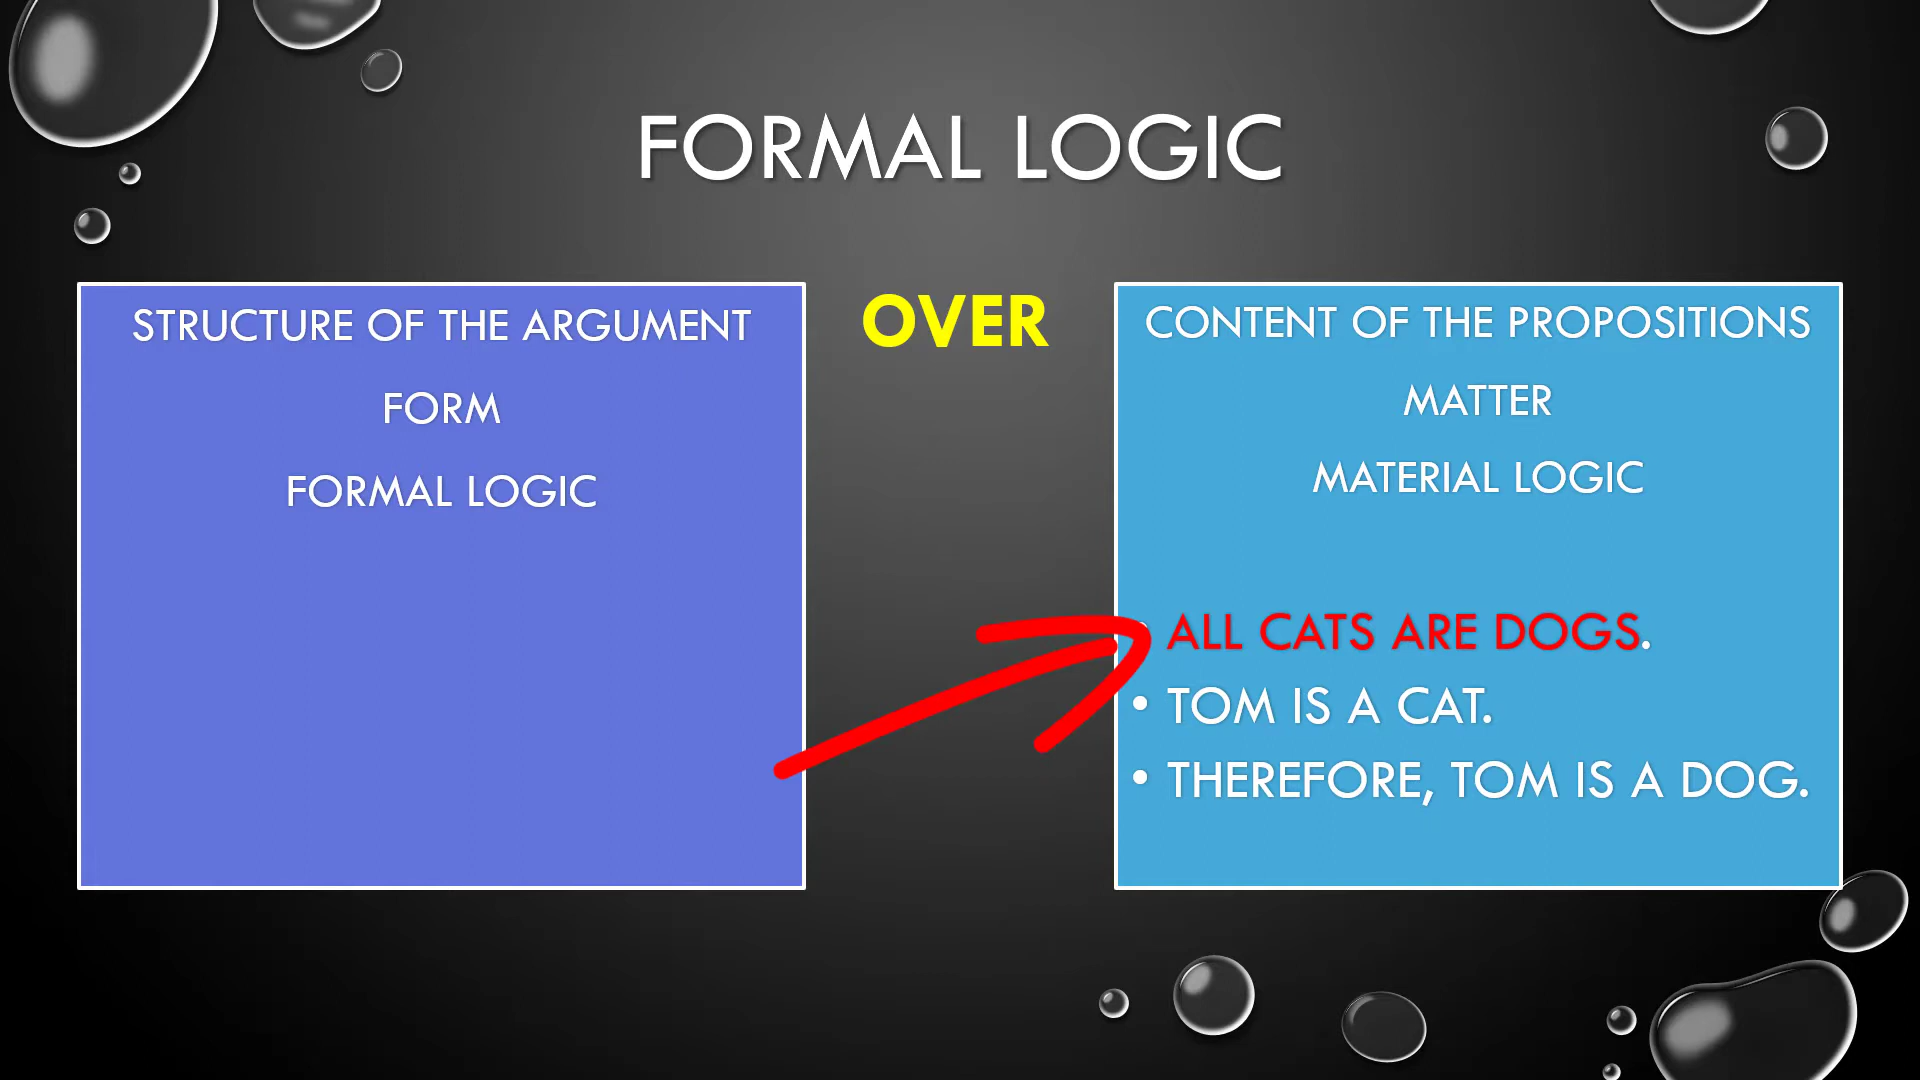 FORMAL LOGIC
STRUCTURE OF THE ARGUMENT
FORM
FORMAL LOGIC
OVER
CONTENT OF THE PROPOSITIONS
MATTER
MATERIAL LOGIC
ALL CATS ARE DOGS.
• TOM IS A CAT.
• THEREFORE, TOM IS A DOG.